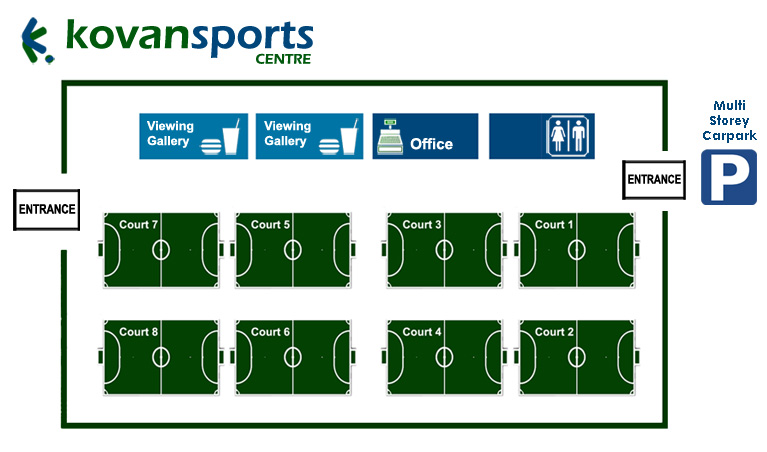 kovansports
CENTRE
Multi
Storey
Carpark
P
Viewing
Gallery
Viewing
Gallery
Office
ENTRANCE
ENTRANCE
Court 7
Court 5
Court 3
Court 1
Court 8
Court 6
Court 4
Court 2